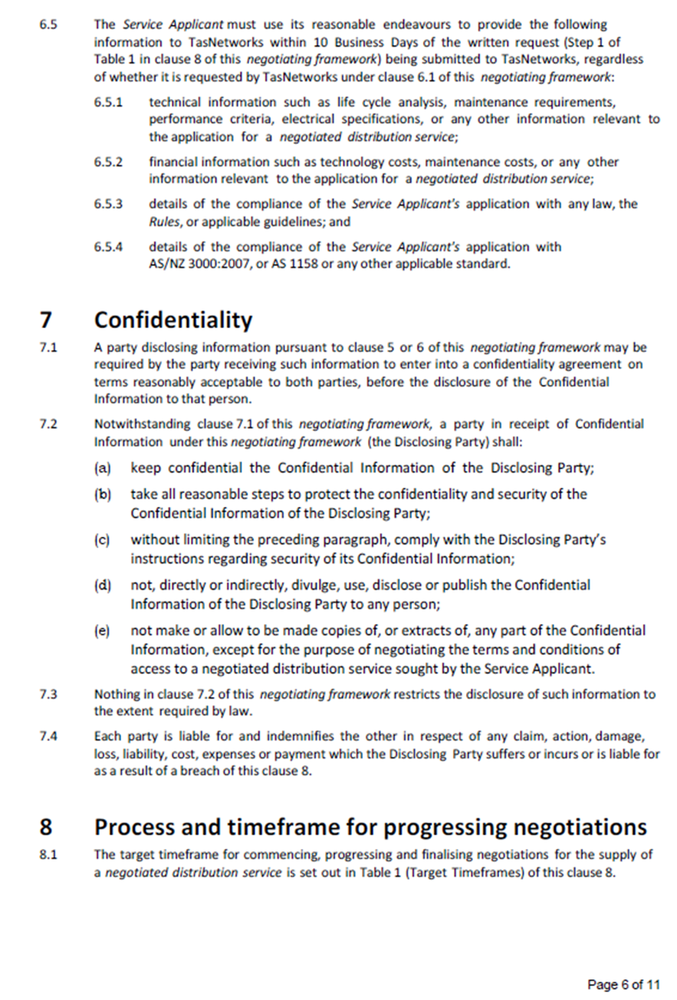 6.5 The Service Applicant must use its reasonable endeavours to provide the following
information to TasNetworks within 10 Business Days of the written request (Step 1 of
Table 1 in clause 8 of this negotiating framework) being submitted to TasNetworks, regardless
of whether it is requested by TasNetworks under clause 6.1 of this negotiating framework:
6.5.1 technical information such as life cycle analysis, maintenance requirements,
performance criteria, electrical specifications, or any other information relevant to
the application for a negotiated distribution service;
6.5.2 financial information such as technology costs, maintenance costs, or any other
information relevant to the application for a negotiated distribution service;
6.5.3 details of the compliance of the Service Applicant's application with any law, the
Rules, or applicable guidelines; and
6.5.4 details of the compliance of the Service Applicant's application with
AS/NZ 3000:2007, or AS 1158 or any other applicable standard.
7 Confidentiality
7.1 A party disclosing information pursuant to clause 5 or 6 of this negotiating framework may be
required by the party receiving such information to enter into a confidentiality agreement on
terms reasonably acceptable to both parties, before the disclosure of the Confidential
Information to that person.
7.2 Notwithstanding clause 7.1 of this negotiating framework, a party in receipt of Confidential
Information under this negotiating framework (the Disclosing Party) shall:
(a) keep confidential the Confidential Information of the Disclosing Party;
(b) take all reasonable steps to protect the confidentiality and security of the
Confidential Information of the Disclosing Party;
(c) without limiting the preceding paragraph, comply with the Disclosing Party's
instructions regarding security of its Confidential Information;
(d) not, directly or indirectly, divulge, use, disclose or publish the Confidential
Information of the Disclosing Party to any person;
(e) not make or allow to be made copies of, or extracts of, any part of the Confidential
Information, except for the purpose of negotiating the terms and conditions of
access to a negotiated distribution service sought by the Service Applicant.
7.3 Nothing in clause 7.2 of this negotiating framework restricts the disclosure of such information to
the extent required by law.
7.4 Each party is liable for and indemnifies the other in respect of any claim, action, damage,
loss, liability, cost, expenses or payment which the Disclosing Party suffers or incurs or is liable for
as a result of a breach of this clause 8.
8 Process and timeframe for progressing negotiations
8.1 The target timeframe for commencing, progressing and finalising negotiations for the supply of
a negotiated distribution service is set out in Table 1 (Target Timeframes) of this clause 8.
Page 6 of 11